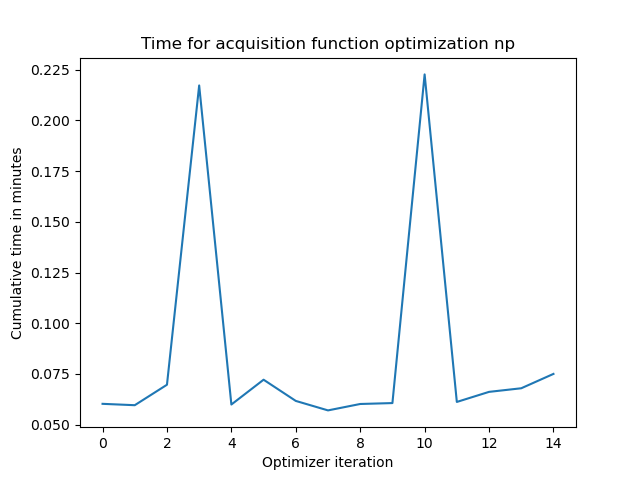 Time for acquisition function optimization np
Cumulative time in minutes
0.225
0.200
0.175
0.150
0.125
0.100
0.075
0.050
0 2 4 6 8 10 12 14
Optimizer iteration